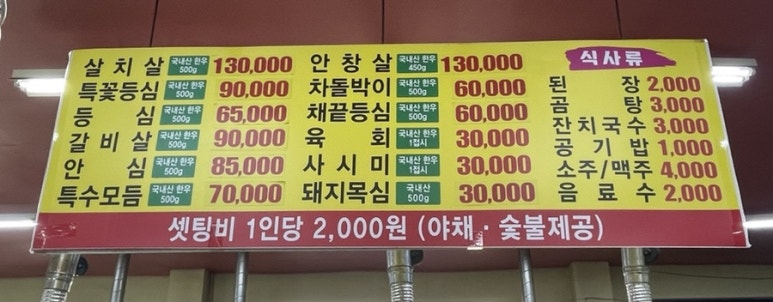 살치살 국내산 한우 500g 130,000
특꽃등심 국내산 한우 500g 90,000
등심 국내산 한우 500g 65,000
갈비살 국내산 한우 500g 90,000
안심 국내산 한우 500g 85,000
특수모듬 국내산 한우 500g 70,000
안창살 국내산 한우 450g 130,000
차돌박이 국내산 한우 500g 60,000
채끝등심 국내산 한우 500g 60,000
육회 국내산 한우 1접시 30,000
사시미 국내산 한우 1접시 30,000
돼지목심 국내산 500g 30,000
식사류
된장 2,000
곰탕 3,000
잔치국수 3,000
공기밥 1,000
소주/맥주 4,000
음료수 2,000
셋팅비 1인당 2,000원 (야채 · 숯불제공)